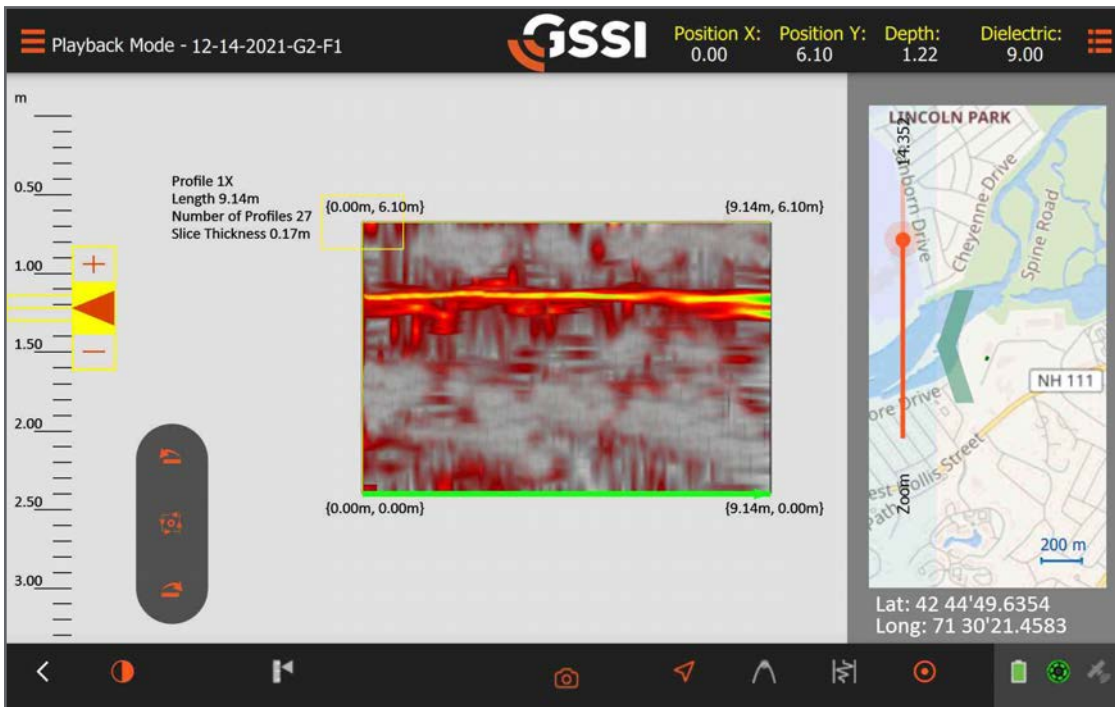 Playback Mode - 12-14-2021-G2-F1
GSSI
Position X: Position Y: Depth: Dielectric:
0.00 6.10 1.22 9.00
m
0.50
1.00
1.50
2.00
2.50
3.00
+
−
Profile 1X
Length 9.14m
Number of Profiles 27
Slice Thickness 0.17m
{0.00m, 6.10m}
{9.14m, 6.10m}
{0.00m, 0.00m}
{9.14m, 0.00m}
LINCOLN PARK
14.352
Cheyenne Drive
Spine Road
NH 111
Drive
Street
Zoom
200 m
Lat: 42 44'49.6354
Long: 71 30'21.4583